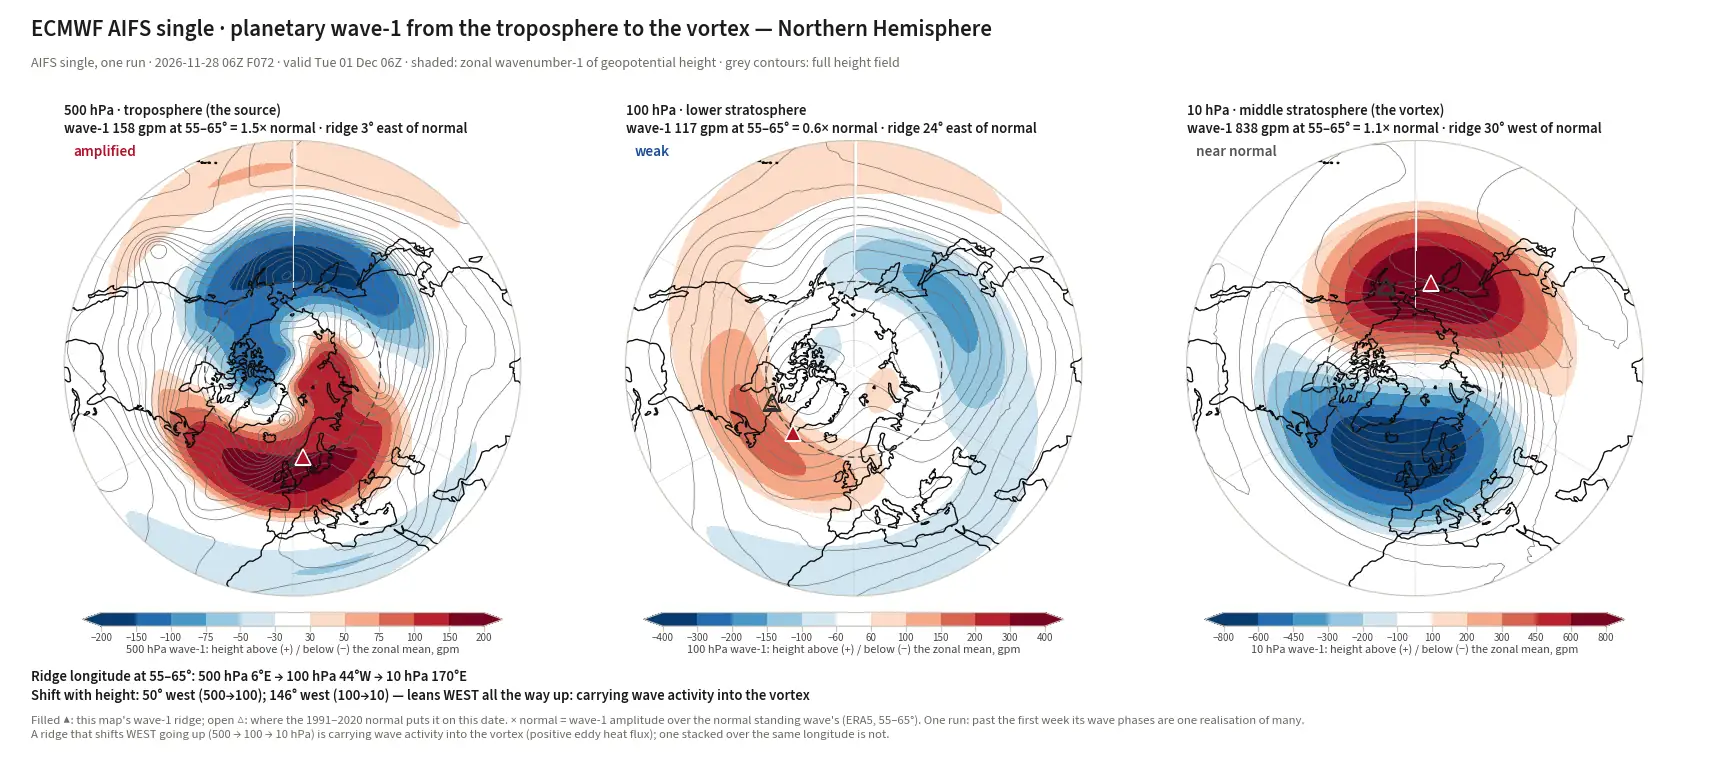 ECMWF AIFS single · planetary wave-1 from the troposphere to the vortex — Northern Hemisphere
AIFS single, one run · 2026-11-28 06Z F072 · valid Tue 01 Dec 06Z · shaded: zonal wavenumber-1 of geopotential height · grey contours: full height field
500 hPa · troposphere (the source)
wave-1 158 gpm at 55–65° = 1.5× normal · ridge 3° east of normal
amplified
100 hPa · lower stratosphere
wave-1 117 gpm at 55–65° = 0.6× normal · ridge 24° east of normal
weak
10 hPa · middle stratosphere (the vortex)
wave-1 838 gpm at 55–65° = 1.1× normal · ridge 30° west of normal
near normal
−200 −150 −100 −75 −50 −30 30 50 75 100 150 200
500 hPa wave-1: height above (+) / below (−) the zonal mean, gpm
−400 −300 −200 −150 −100 −60 60 100 150 200 300 400
100 hPa wave-1: height above (+) / below (−) the zonal mean, gpm
−800 −600 −450 −300 −200 −100 100 200 300 450 600 800
10 hPa wave-1: height above (+) / below (−) the zonal mean, gpm
Ridge longitude at 55–65°: 500 hPa 6°E → 100 hPa 44°W → 10 hPa 170°E
Shift with height: 50° west (500→100); 146° west (100→10) — leans WEST all the way up: carrying wave activity into the vortex
Filled ▲: this map's wave-1 ridge; open △: where the 1991–2020 normal puts it on this date. × normal = wave-1 amplitude over the normal standing wave's (ERA5, 55–65°). One run: past the first week its wave phases are one realisation of many.
A ridge that shifts WEST going up (500 → 100 → 10 hPa) is carrying wave activity into the vortex (positive eddy heat flux); one stacked over the same longitude is not.